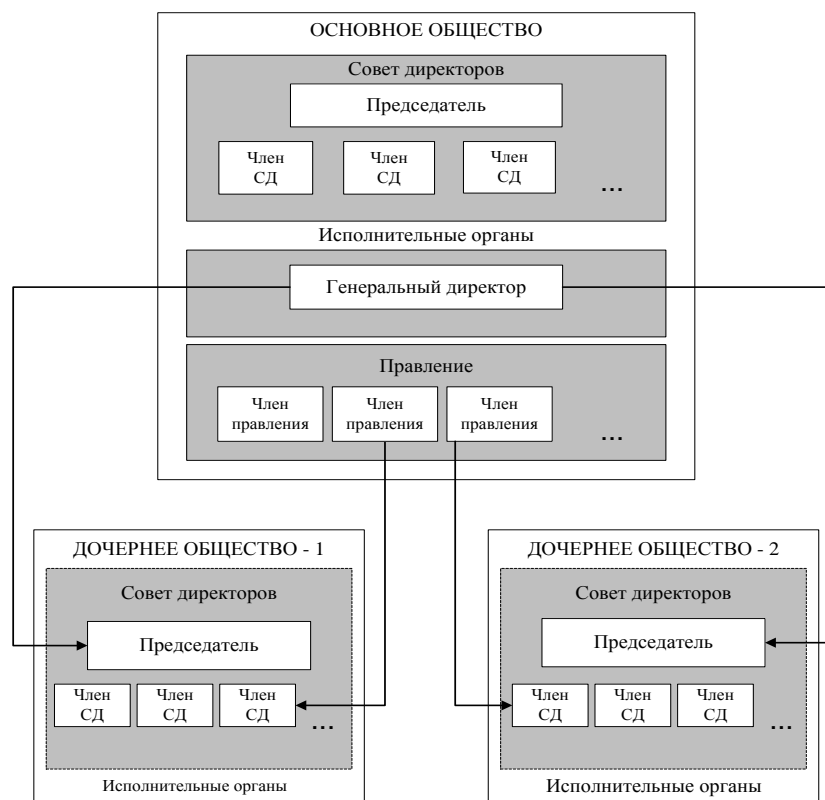 ОСНОВНОЕ ОБЩЕСТВО
Совет директоров
Председатель
Член
СД
Член
СД
Член
СД
...
Исполнительные органы
Генеральный директор
Правление
Член
правления
Член
правления
Член
правления
...
ДОЧЕРНЕЕ ОБЩЕСТВО - 1
Совет директоров
Председатель
Член
СД
Член
СД
Член
СД
...
Исполнительные органы
ДОЧЕРНЕЕ ОБЩЕСТВО - 2
Совет директоров
Председатель
Член
СД
Член
СД
Член
СД
...
Исполнительные органы